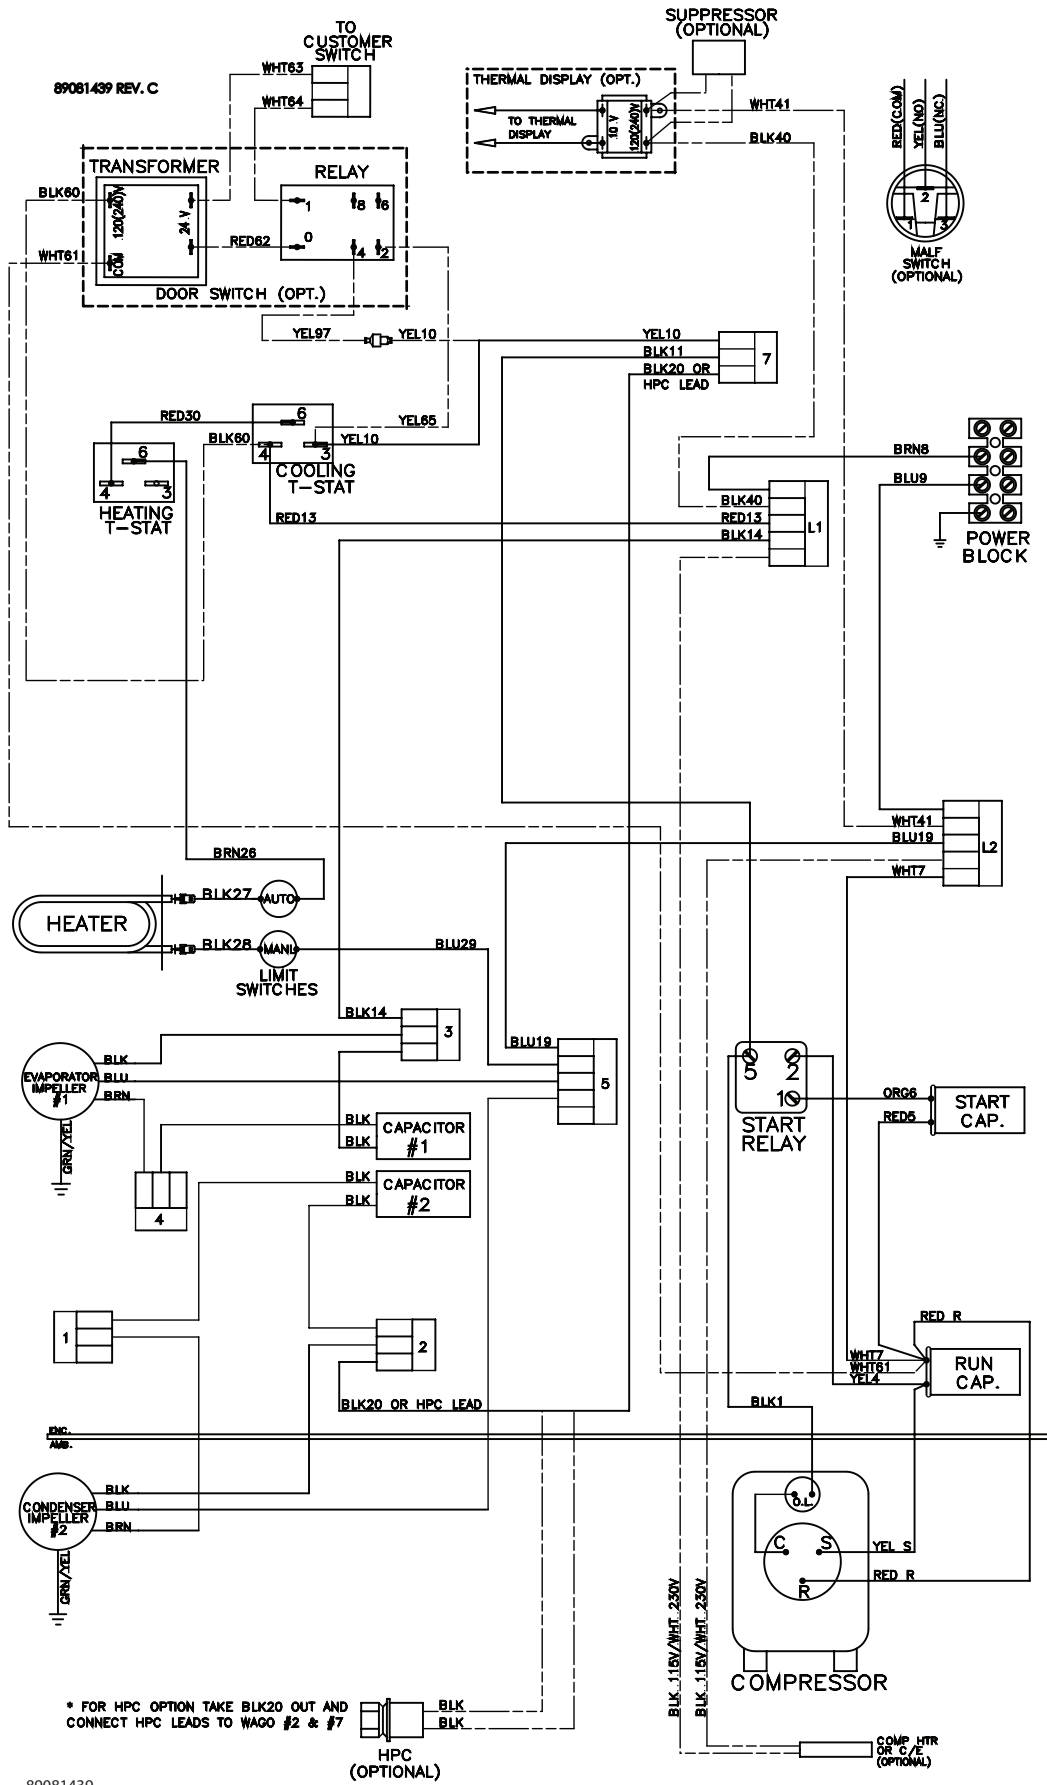 SUPPRESSOR
(OPTIONAL)
TO
CUSTOMER
SWITCH
WHT63
WHT64
89081439 REV. C
THERMAL DISPLAY (OPT.)
TO THERMAL
DISPLAY
10 V
120(240)V
WHT41
BLK40
RED(COM)
YEL(NO)
BLU(NC)
1
2
3
MALF
SWITCH
(OPTIONAL)
TRANSFORMER
RELAY
BLK60
WHT61
120(240)V
COM
24 V
RED62
1
8
6
0
4
2
DOOR SWITCH (OPT.)
YEL97
YEL10
YEL10
BLK11
BLK20 OR
HPC LEAD
7
RED30
BLK60
6
4
3
YEL65
YEL10
COOLING
T-STAT
6
4
3
HEATING
T-STAT
RED13
BLK40
RED13
BLK14
L1
BRN8
BLU9
POWER
BLOCK
WHT41
BLU19
WHT7
L2
BRN26
HEATER
BLK27
AUTO
BLK28
MANL
LIMIT
SWITCHES
BLU29
BLK14
3
BLU19
5
EVAPORATOR
IMPELLER
#1
BLK
BLU
BRN
GRN/YEL
BLK
BLK
CAPACITOR
#1
BLK
BLK
CAPACITOR
#2
4
5
2
1
START
RELAY
ORG6
RED5
START
CAP.
1
2
BLK20 OR HPC LEAD
RED R
WHT7
WHT61
YEL4
RUN
CAP.
BLK1
ENC.
AMB.
CONDENSER
IMPELLER
#2
BLK
BLU
BRN
GRN/YEL
O.L.
C
S
R
YEL S
RED R
COMPRESSOR
BLK 115V/WHT 230V
BLK 115V/WHT 230V
* FOR HPC OPTION TAKE BLK20 OUT AND
CONNECT HPC LEADS TO WAGO #2 & #7
BLK
BLK
HPC
(OPTIONAL)
COMP HTR
OR C/E
(OPTIONAL)
89081439